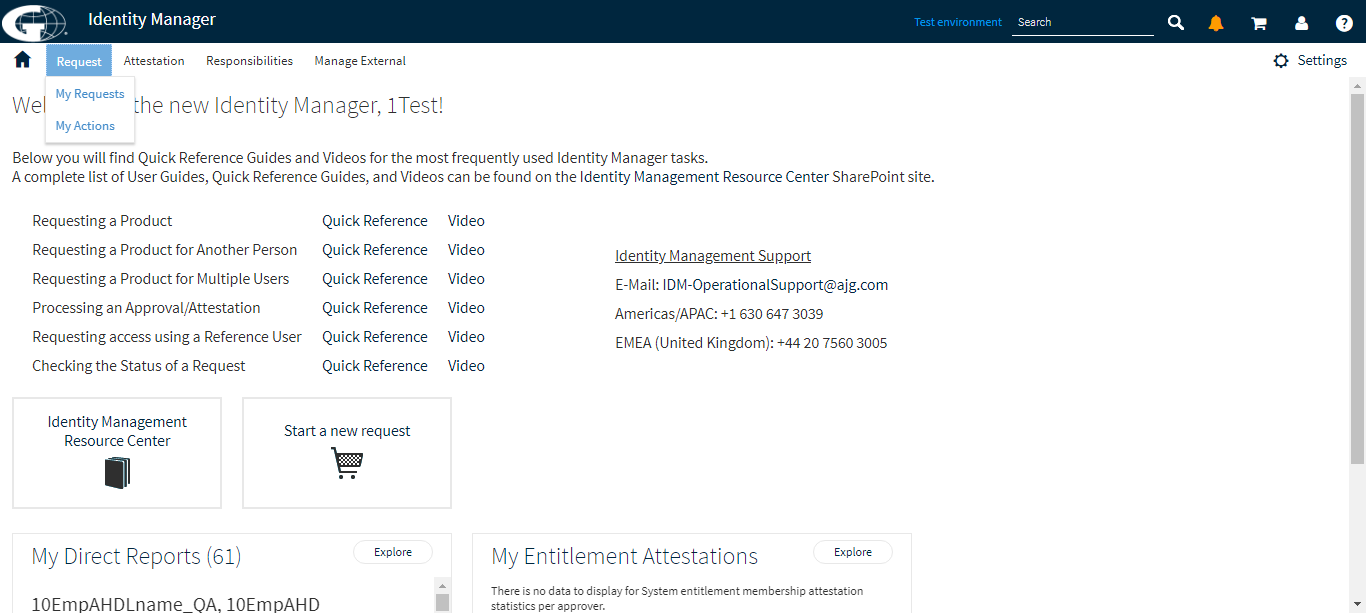 Identity Manager
Test environment
Search
Request
Attestation
Responsibilities
Manage External
Settings
My Requests
My Actions
the new Identity Manager, 1Test!
Below you will find Quick Reference Guides and Videos for the most frequently used Identity Manager tasks.
A complete list of User Guides, Quick Reference Guides, and Videos can be found on the Identity Management Resource Center SharePoint site.
Requesting a Product Quick Reference Video
Requesting a Product for Another Person Quick Reference Video
Requesting a Product for Multiple Users Quick Reference Video
Processing an Approval/Attestation Quick Reference Video
Requesting access using a Reference User Quick Reference Video
Checking the Status of a Request Quick Reference Video
Identity Management Support
E-Mail: IDM-OperationalSupport@ajg.com
Americas/APAC: +1 630 647 3039
EMEA (United Kingdom): +44 20 7560 3005
Identity Management
Resource Center
Start a new request
My Direct Reports (61)
Explore
10EmpAHDLname_QA, 10EmpAHD
My Entitlement Attestations
Explore
There is no data to display for System entitlement membership attestation
statistics per approver.